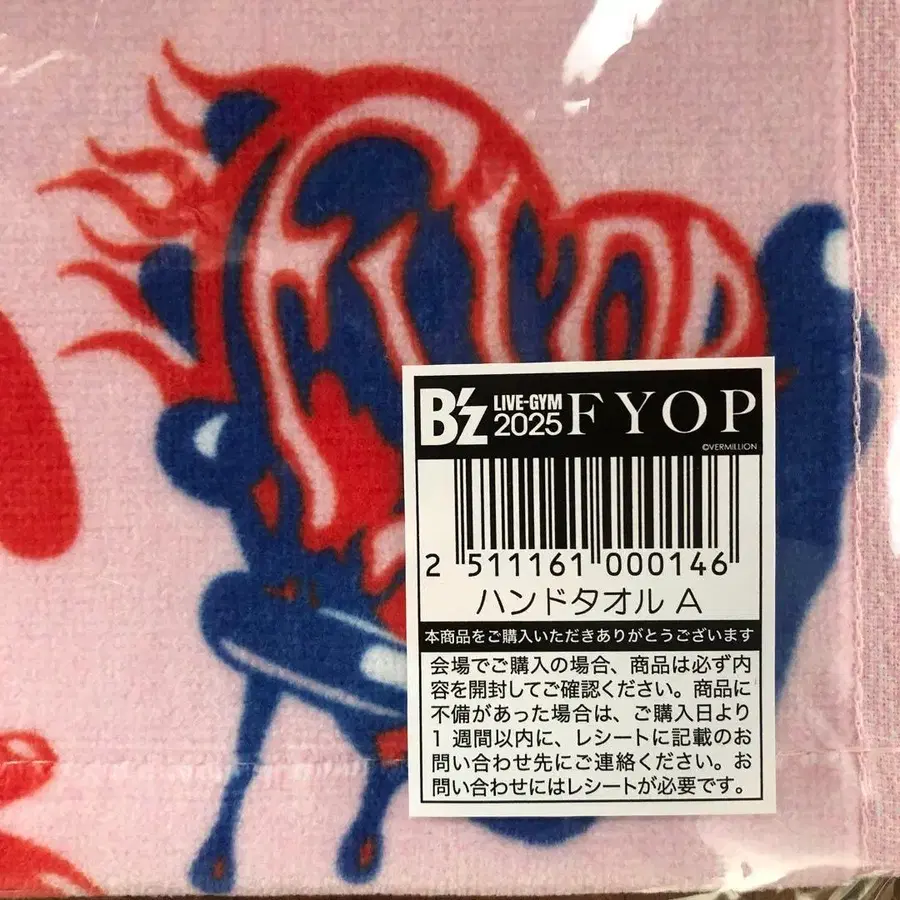 FYOP
B'z LIVE-GYM 2025 FYOP
©VERMILLION
2 511161 000146
ハンドタオル A
本商品をご購入いただきありがとうございます
会場でご購入の場合、商品は必ず内
容を開封してご確認ください。商品に
不備があった場合は、ご購入日より
1 週間以内に、レシートに記載のお
問い合わせ先にご連絡ください。お
問い合わせにはレシートが必要です。